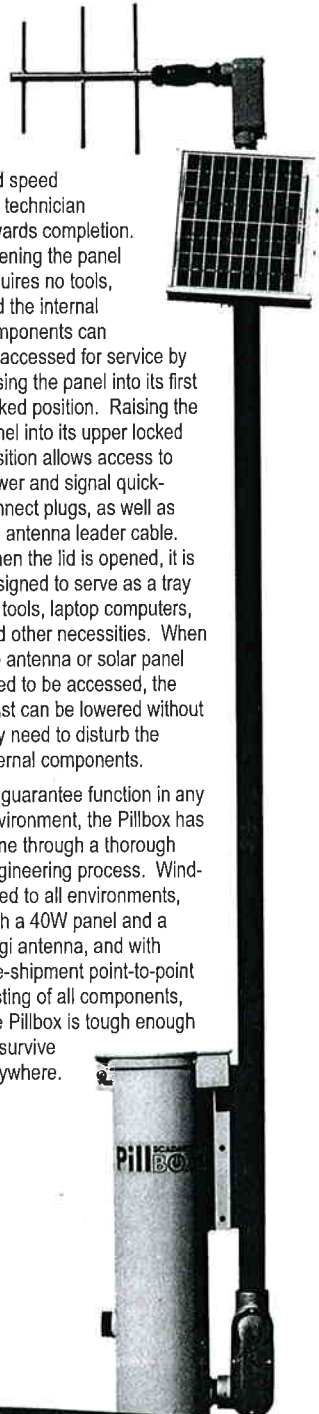 d speed
technician
wards completion.
ening the panel
uires no tools,
d the internal
mponents can
accessed for service by
sing the panel into its first
ked position. Raising the
nel into its upper locked
sition allows access to
wer and signal quick-
nnect plugs, as well as
antenna leader cable.
hen the lid is opened, it is
signed to serve as a tray
tools, laptop computers,
d other necessities. When
antenna or solar panel
ed to be accessed, the
ast can be lowered without
y need to disturb the
ernal components.
guarantee function in any
vironment, the Pillbox has
ne through a thorough
gineering process. Wind-
ed to all environments,
h a 40W panel and a
gi antenna, and with
e-shipment point-to-point
sting of all components,
e Pillbox is tough enough
survive
ywhere.
Pill